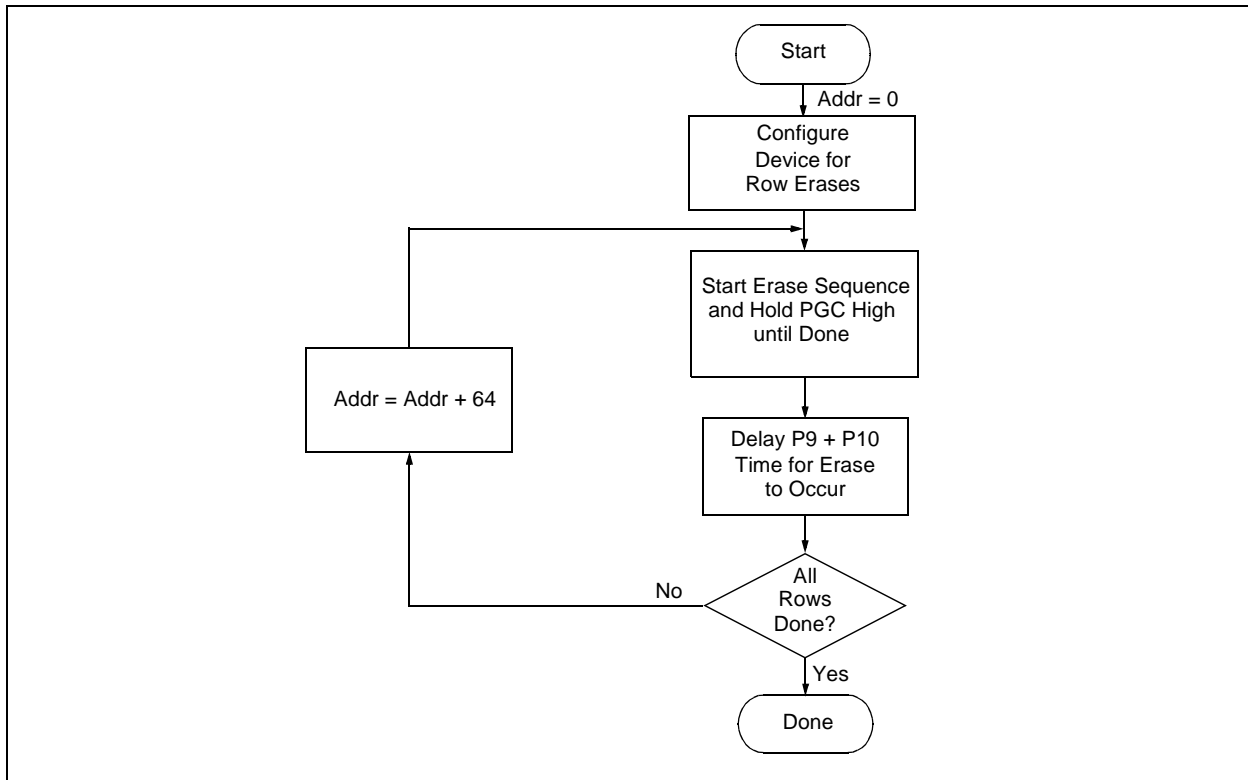 Start
Addr = 0
Configure
Device for
Row Erases
Start Erase Sequence
and Hold PGC High
until Done
Addr = Addr + 64
Delay P9 + P10
Time for Erase
to Occur
All
Rows
Done?
No
Yes
Done